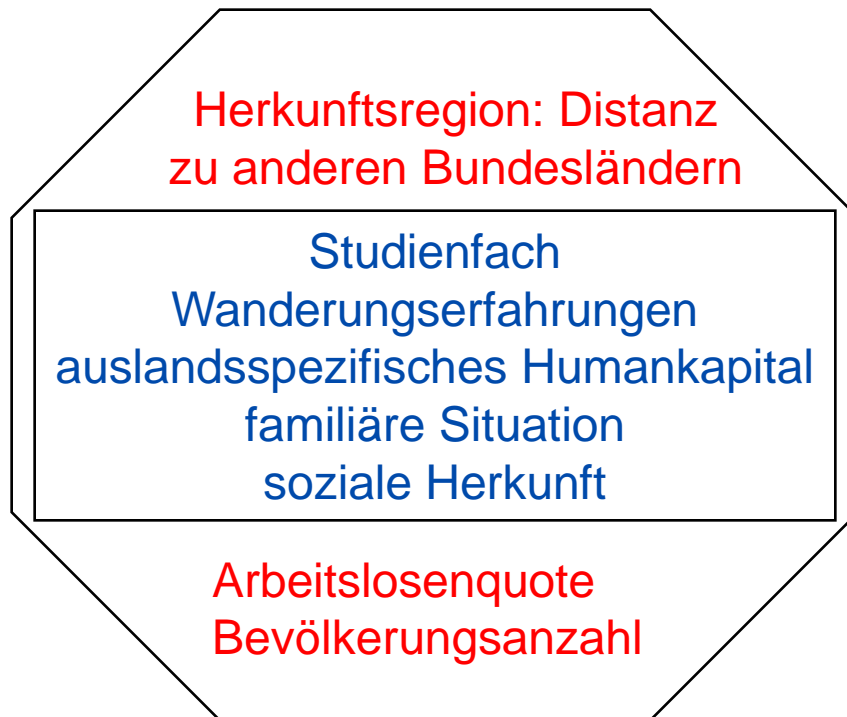 Herkunftsregion: Distanz
zu anderen Bundesländern
Studienfach
Wanderungserfahrungen
auslandsspezifisches Humankapital
familiäre Situation
soziale Herkunft
Arbeitslosenquote
Bevölkerungsanzahl